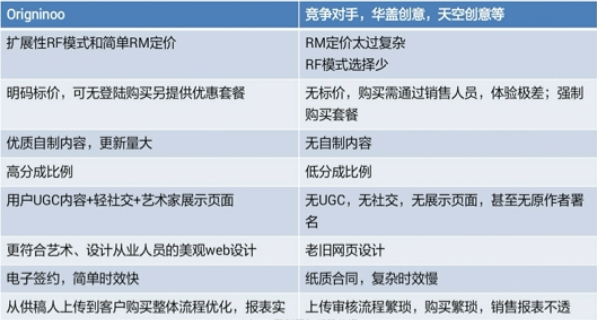 Origninoo
竞争对手，华盖创意，天空创意等
扩展性RF模式和简单RM定价
RM定价太过复杂
RF模式选择少
明码标价，可无登陆购买另提供优惠套餐
无标价，购买需通过销售人员，体验极差；强制
购买套餐
优质自制内容，更新量大
无自制内容
高分成比例
低分成比例
用户UGC内容+轻社交+艺术家展示页面
无UGC，无社交，无展示页面，甚至无原作者署
名
更符合艺术、设计从业人员的美观web设计
老旧网页设计
电子签约，简单时效快
纸质合同，复杂时效慢
从供稿人上传到客户购买整体流程优化，报表实
上传审核流程繁琐，购买繁琐，销售报表不透